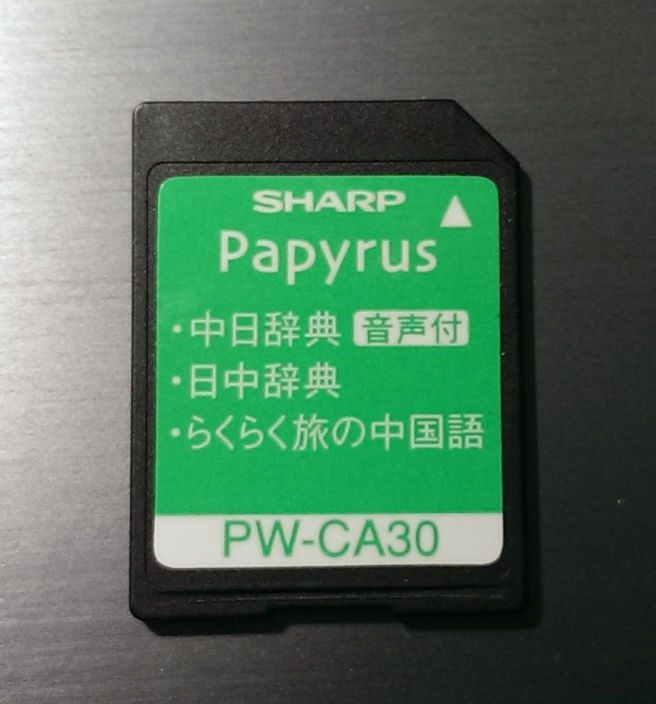 SHARP
Papyrus
・中日辞典 音声付
・日中辞典
・らくらく旅の中国語
PW-CA30